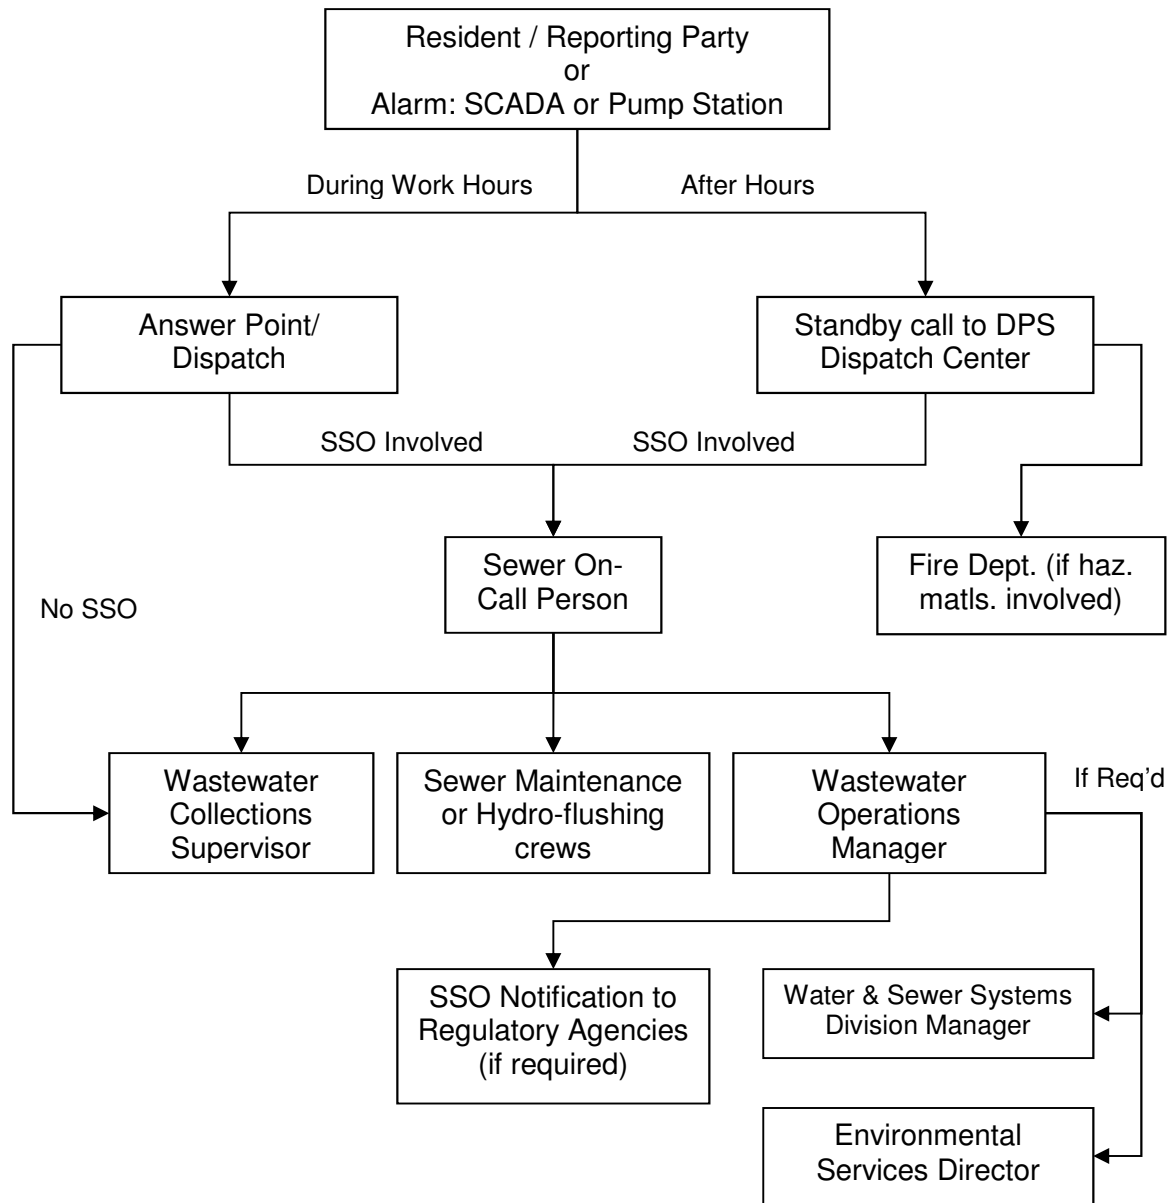 Resident / Reporting Party
or
Alarm: SCADA or Pump Station
During Work Hours
After Hours
Answer Point/
Dispatch
Standby call to DPS
Dispatch Center
SSO Involved
SSO Involved
Sewer On-
Call Person
Fire Dept. (if haz.
matls. involved)
No SSO
Wastewater
Collections
Supervisor
Sewer Maintenance
or Hydro-flushing
crews
Wastewater
Operations
Manager
If Req'd
SSO Notification to
Regulatory Agencies
(if required)
Water & Sewer Systems
Division Manager
Environmental
Services Director